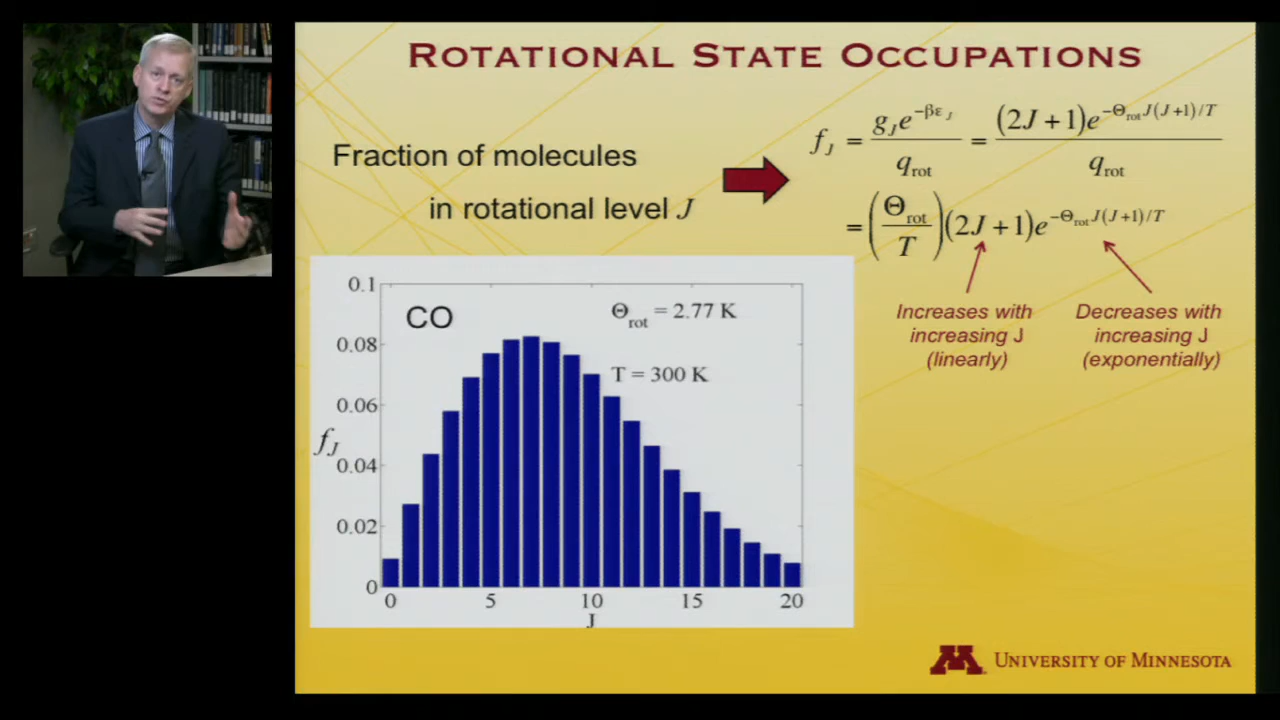 ROTATIONAL STATE OCCUPATIONS
Fraction of molecules
in rotational level J
f_J = g_J e^{-βε_J} / q_rot = (2J + 1)e^{-Θ_rot J(J+1)/T} / q_rot
= (Θ_rot / T)(2J + 1)e^{-Θ_rot J(J+1)/T}
Increases with
increasing J
(linearly)
Decreases with
increasing J
(exponentially)
CO
Θ_rot = 2.77 K
T = 300 K
0.1
0.08
0.06
f_J
0.04
0.02
0
0 5 10 15 20
J
M UNIVERSITY OF MINNESOTA